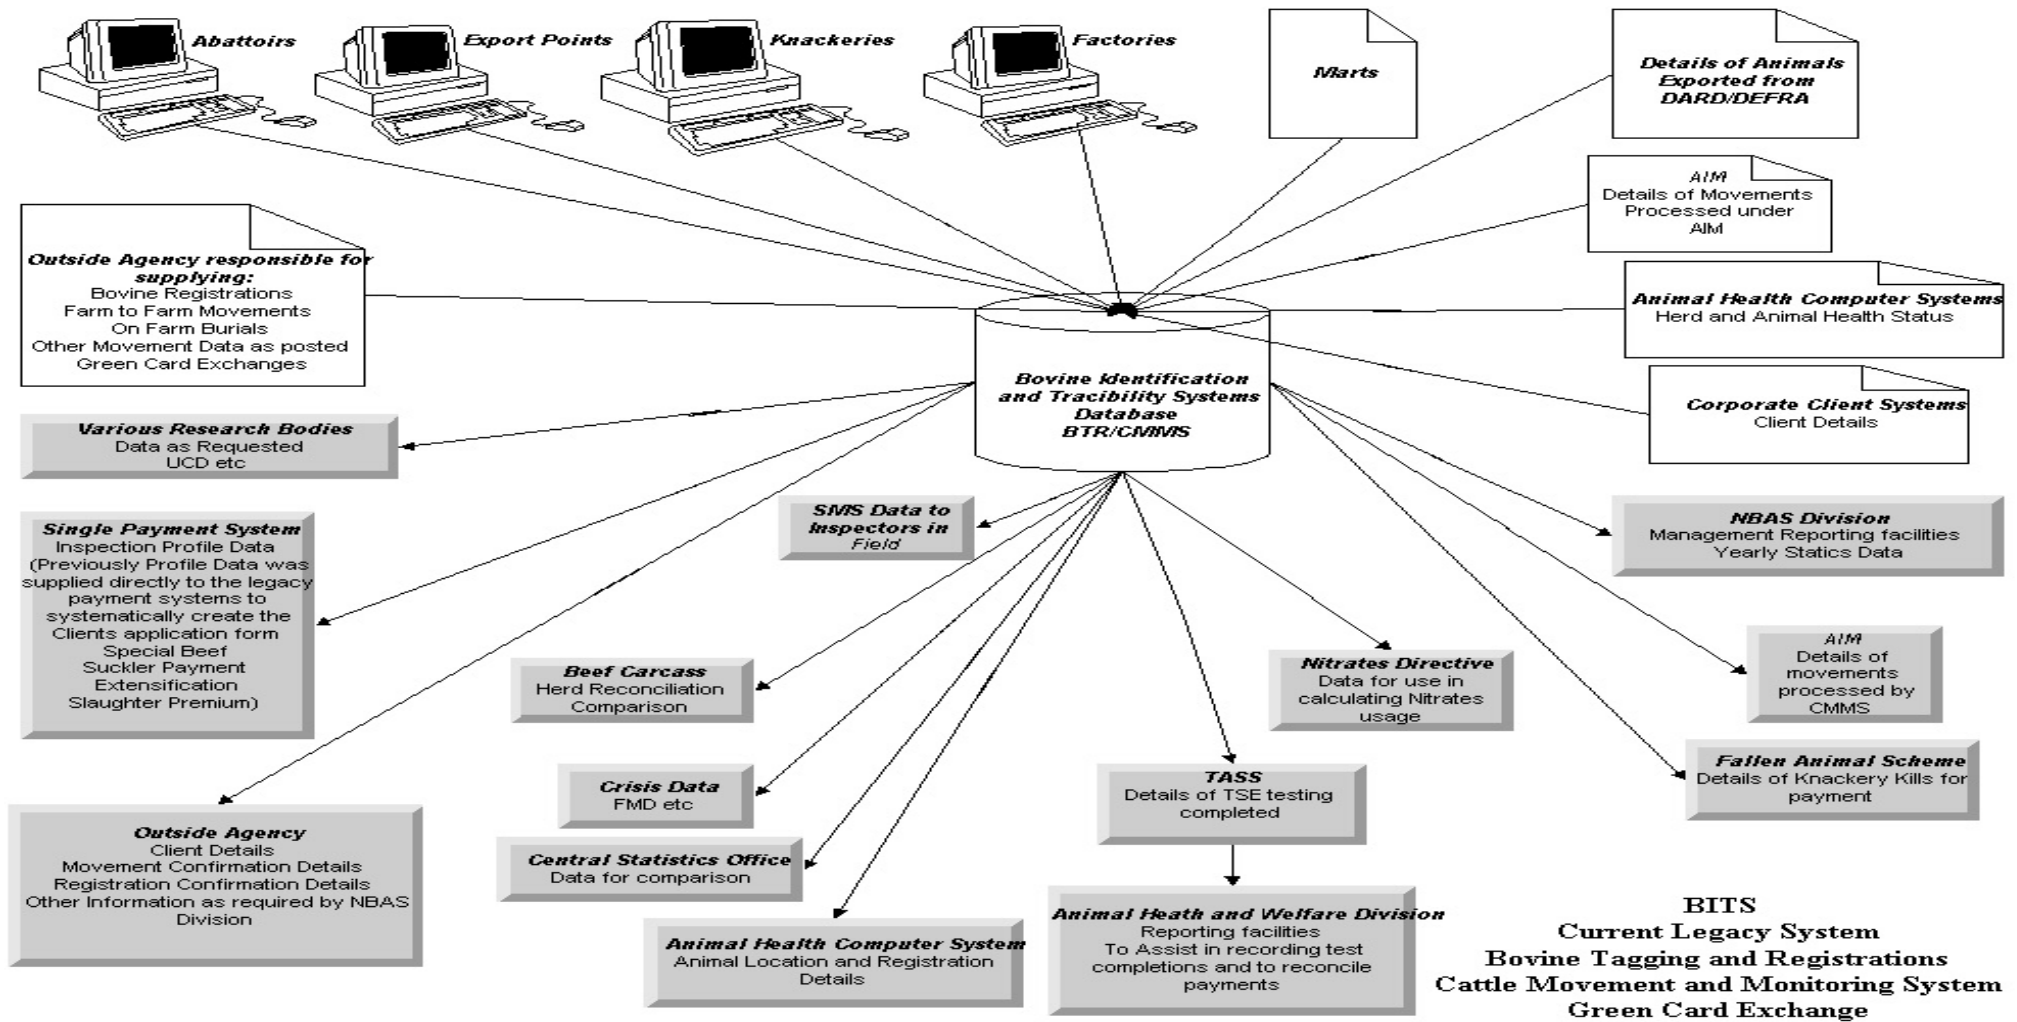 Abattoirs
Export Points
Knackeries
Factories
Marts
Details of Animals
Exported from
DARD/DEFRA
AIM
Details of Movements
Processed under
AIM
Outside Agency responsible for
supplying:
Bovine Registrations
Farm to Farm Movements
On Farm Burials
Other Movement Data as posted
Green Card Exchanges
Animal Health Computer Systems
Herd and Animal Health Status
Bovine Identification
and Tracibility Systems
Database
BTR/CMMS
Corporate Client Systems
Client Details
Various Research Bodies
Data as Requested
UCD etc
Single Payment System
Inspection Profile Data
(Previously Profile Data was
supplied directly to the legacy
payment systems to
systematically create the
Clients application form
Special Beef
Suckler Payment
Extensification
Slaughter Premium)
SMS Data to
Inspectors in
Field
NBAS Division
Management Reporting facilities
Yearly Statics Data
Beef Carcass
Herd Reconciliation
Comparison
Nitrates Directive
Data for use in
calculating Nitrates
usage
AIM
Details of
movements
processed by
CMMS
Crisis Data
FMD etc
TASS
Details of TSE testing
completed
Fallen Animal Scheme
Details of Knackery Kills for
payment
Outside Agency
Client Details
Movement Confirmation Details
Registration Confirmation Details
Other Information as required by NBAS
Division
Central Statistics Office
Data for comparison
Animal Health Computer System
Animal Location and Registration
Details
Animal Heath and Welfare Division
Reporting facilities
To Assist in recording test
completions and to reconcile
payments
BITS
Current Legacy System
Bovine Tagging and Registrations
Cattle Movement and Monitoring System
Green Card Exchange